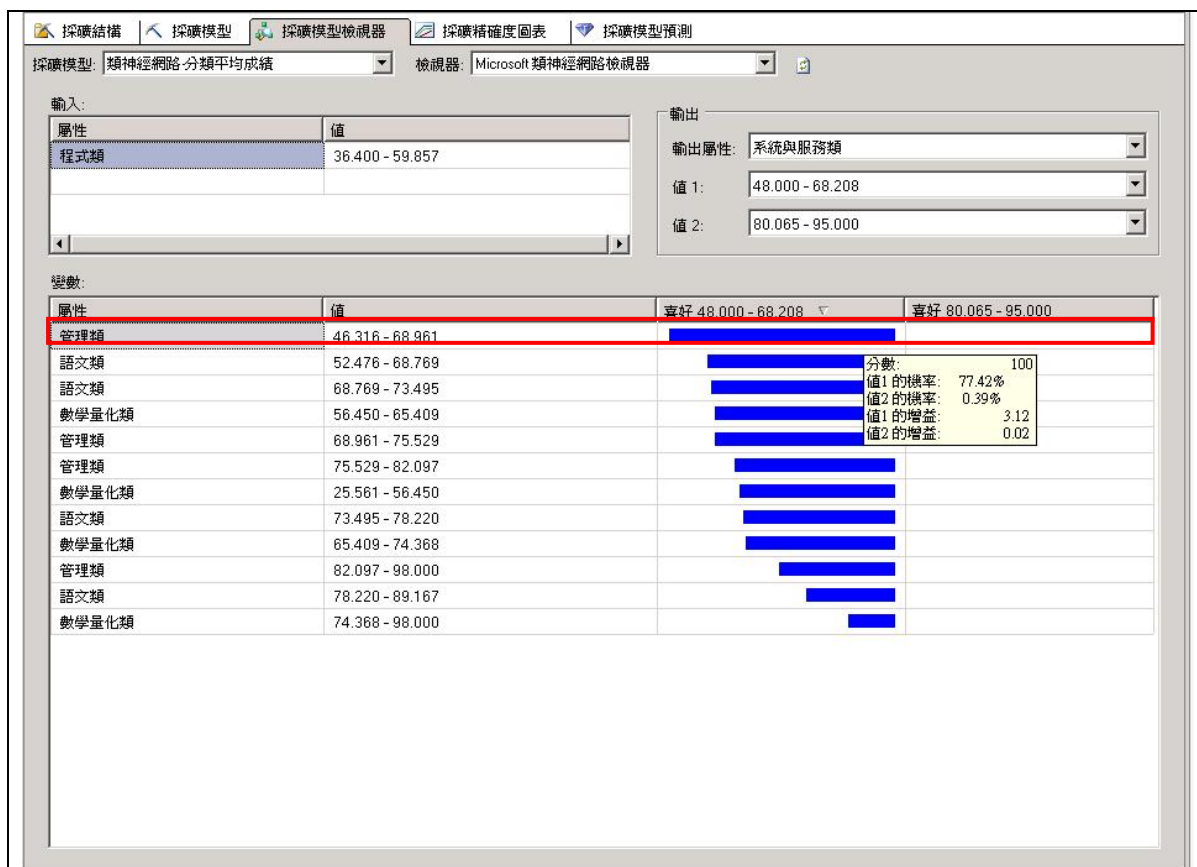 採礦結構 採礦模型 採礦模型檢視器 採礦精確度圖表 採礦模型預測
採礦模型: 類神經網路-分類平均成績 檢視器: Microsoft 類神經網路檢視器
輸入:
屬性 值
程式類 36.400 - 59.857
輸出
輸出屬性: 系統與服務類
值 1: 48.000 - 68.208
值 2: 80.065 - 95.000
變數:
屬性 值 喜好 48.000 - 68.208 喜好 80.065 - 95.000
管理類 46.316 - 68.961
語文類 52.476 - 68.769
語文類 68.769 - 73.495
數學量化類 56.450 - 65.409
管理類 68.961 - 75.529
管理類 75.529 - 82.097
數學量化類 25.561 - 56.450
語文類 73.495 - 78.220
數學量化類 65.409 - 74.368
管理類 82.097 - 98.000
語文類 78.220 - 89.167
數學量化類 74.368 - 98.000
分數: 100
值1 的機率: 77.42%
值2 的機率: 0.39%
值1 的增益: 3.12
值2 的增益: 0.02